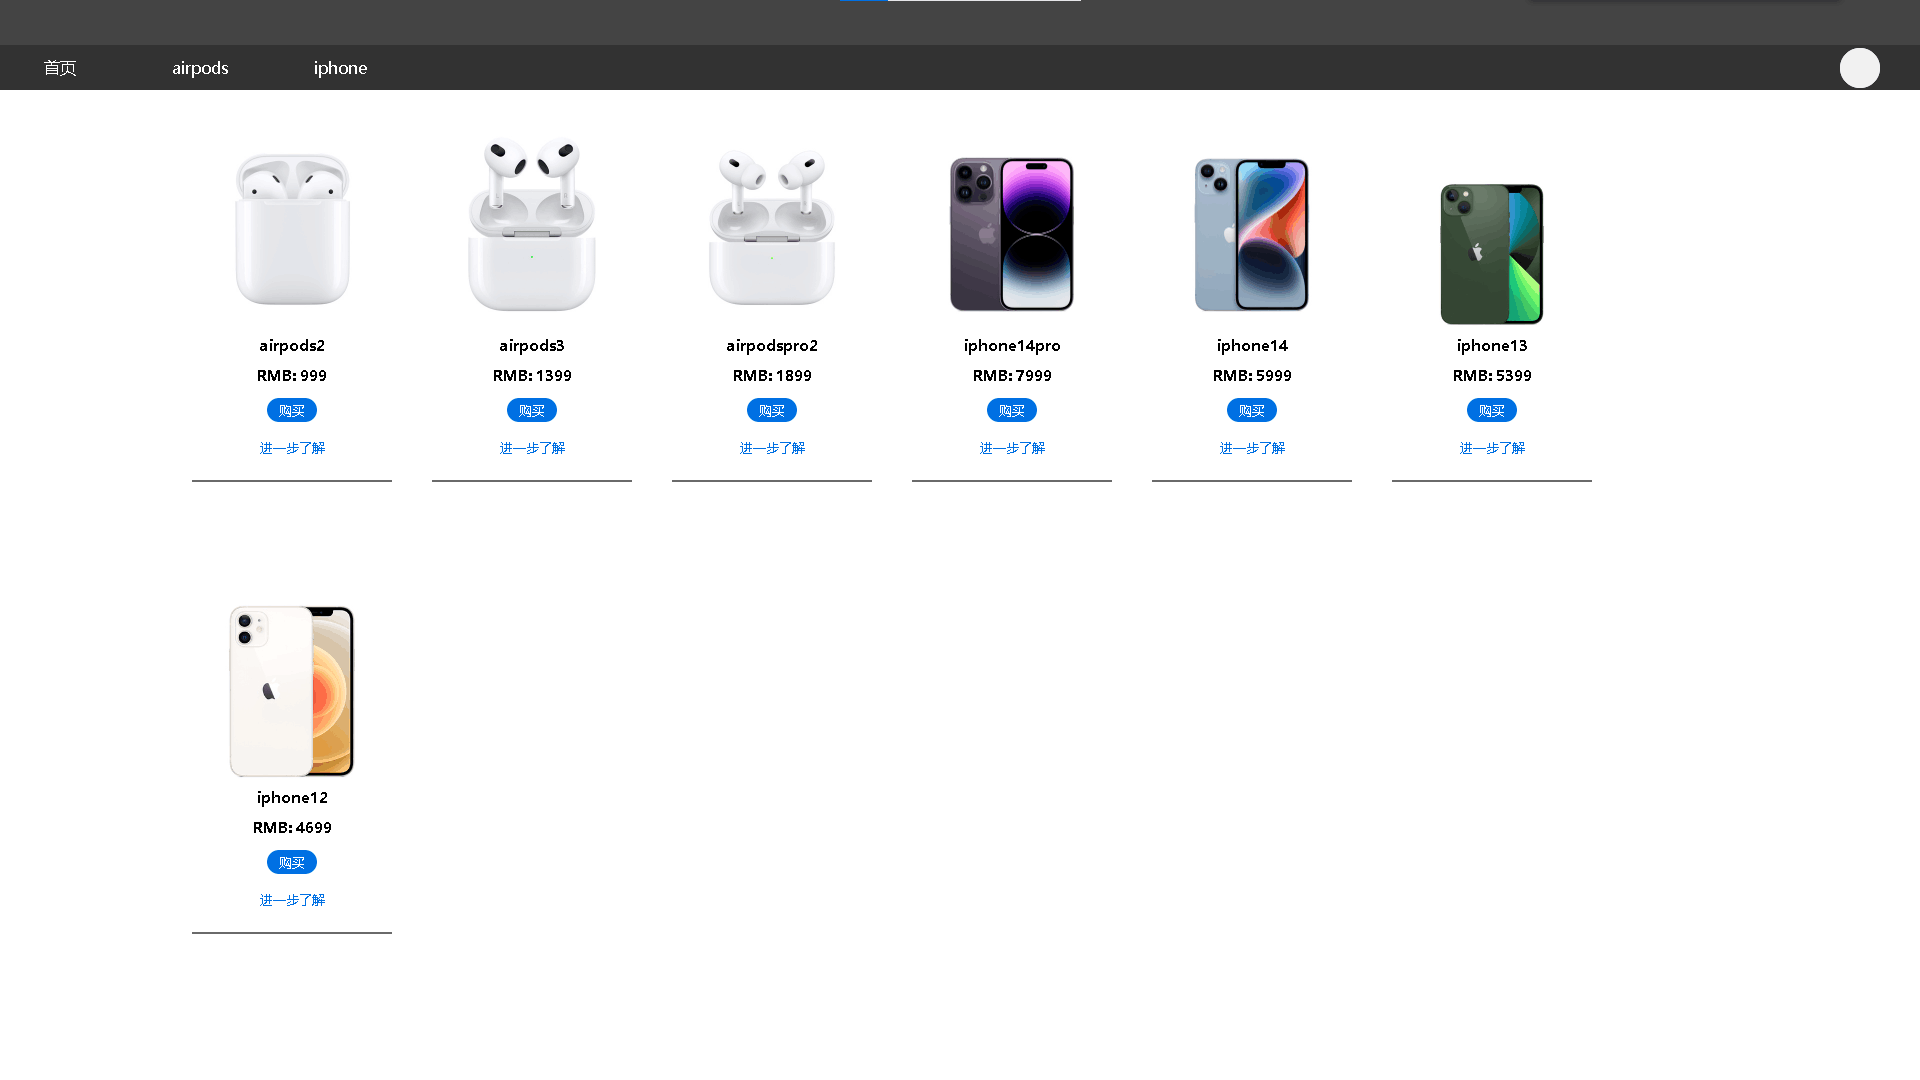 首页 airpods iphone
airpods2 airpods3 airpodspro2 iphone14pro iphone14 iphone13
RMB: 999 RMB: 1399 RMB: 1899 RMB: 7999 RMB: 5999 RMB: 5399
购买 购买 购买 购买 购买 购买
进一步了解 进一步了解 进一步了解 进一步了解 进一步了解 进一步了解
iphone12
RMB: 4699
购买
进一步了解